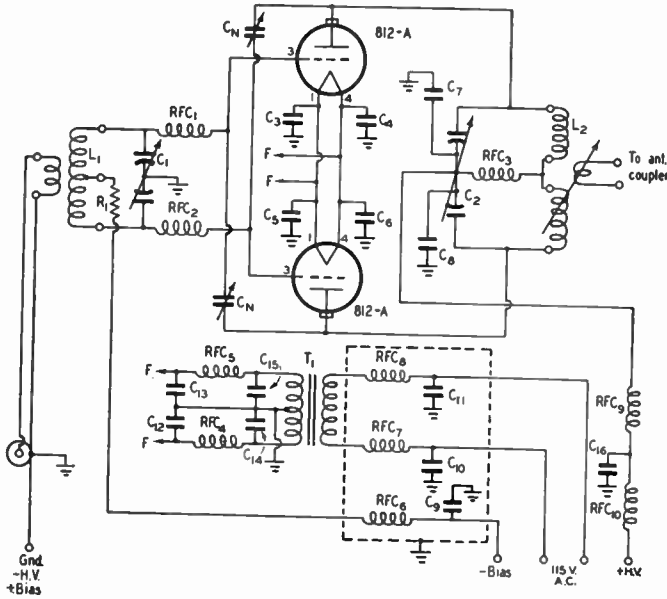 CN
812-A
3
1
4
C7
RFC1
C3
C4
L2
L1
C1
F
RFC3
To ant.
coupler
R1
F
RFC2
C5
C6
C2
1
4
3
C8
CN
812-A
RFC5
C15
T1
RFC8
F
C13
C11
RFC9
C12
RFC4
RFC7
F
C14
C10
C16
C9
RFC10
RFC6
Gnd.
-H.V.
+Bias
-Bias
115 V.
A.C.
+H.V.